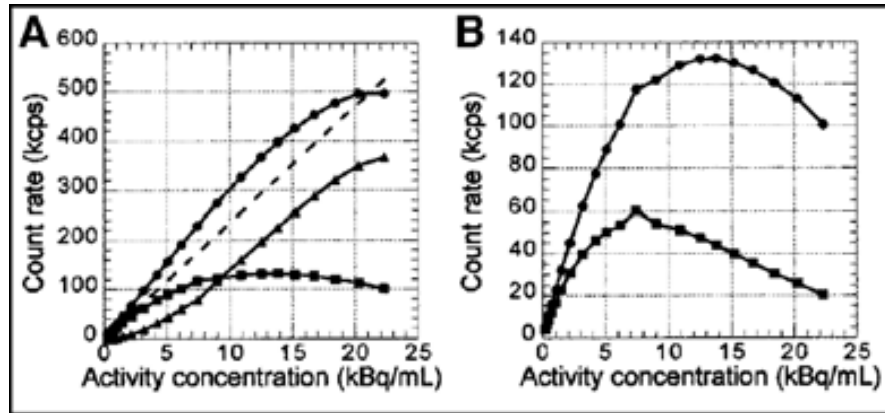 A
600
500
400
300
200
100
0
Count rate (kcps)
0 5 10 15 20 25
Activity concentration (kBq/mL)
B
140
120
100
80
60
40
20
0
Count rate (kcps)
0 5 10 15 20 25
Activity concentration (kBq/mL)